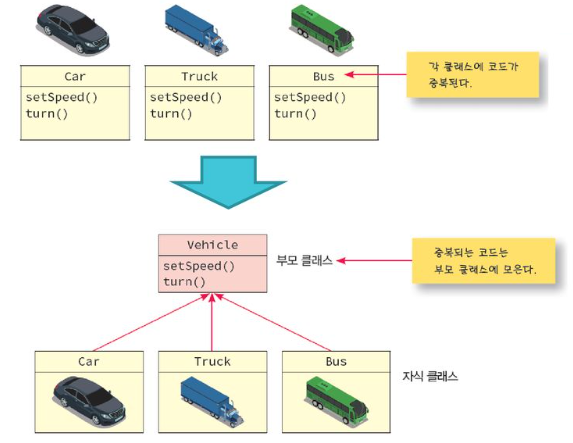 Car
setSpeed()
turn()
Truck
setSpeed()
turn()
Bus
setSpeed()
turn()
각 클래스에 코드가
중복된다.
Vehicle
setSpeed()
turn()
부모 클래스
중복되는 코드는
부모 클래스에 모은다.
Car
Truck
Bus
자식 클래스